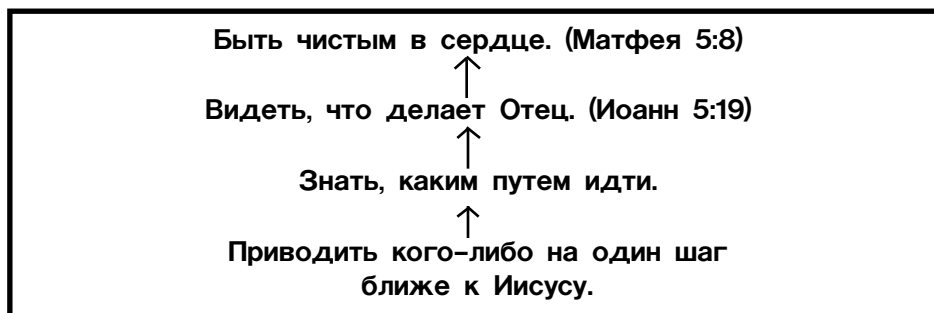 Быть чистым в сердце. (Матфея 5:8)
Видеть, что делает Отец. (Иоанн 5:19)
Знать, каким путем идти.
Приводить кого-либо на один шаг
ближе к Иисусу.